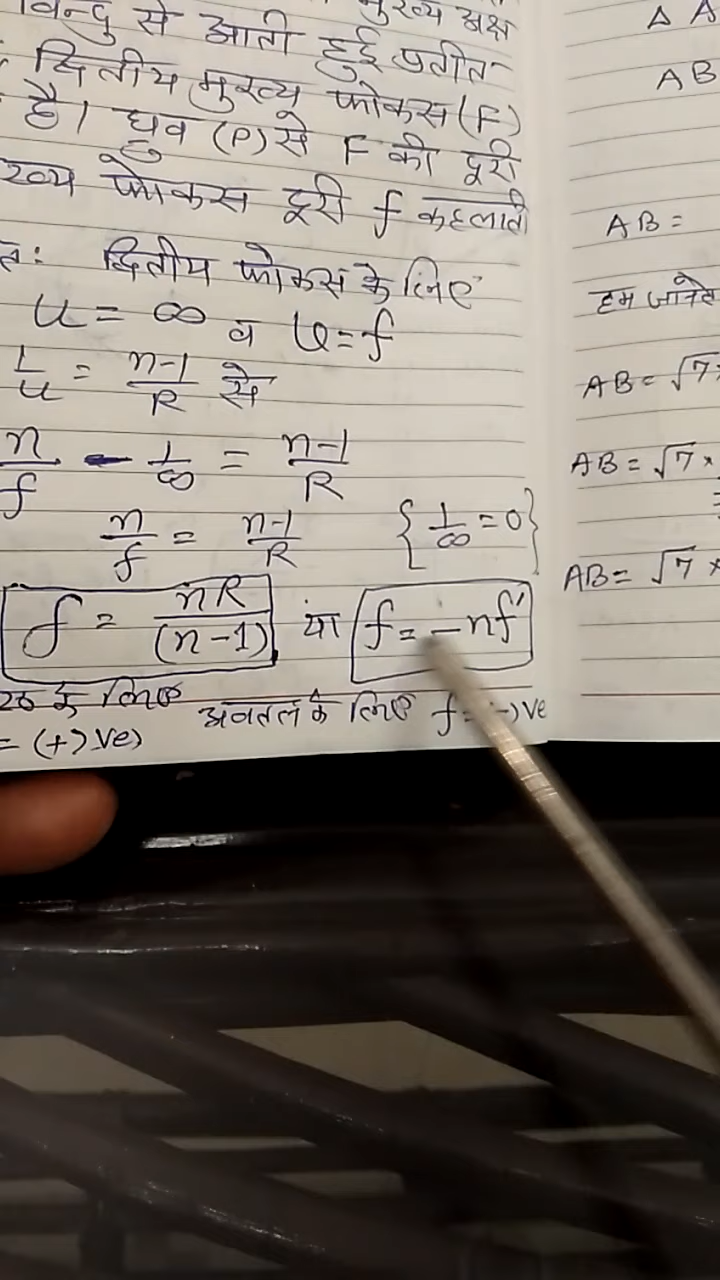 बिन्दु से आती हुई प्रतीत
द्वितीय मुख्य फोकस (F)
है। ध्रुव (P) से F की दूरी
ख्य फोकस दूरी f कहलाती
त: द्वितीय फोकस के लिए
u = ∞ व v = f
1/u = n-1/R से
n/f - 1/∞ = n-1/R
n/f = n-1/R {1/∞ = 0}
f = nR/(n-1) या f = -nf'
के लिए अवतल के लिए f = (-)ve
= (+)ve)
Δ A
AB
AB =
हम जानते
AB = √7 ×
AB = √7 ×
=
AB = √7 ×